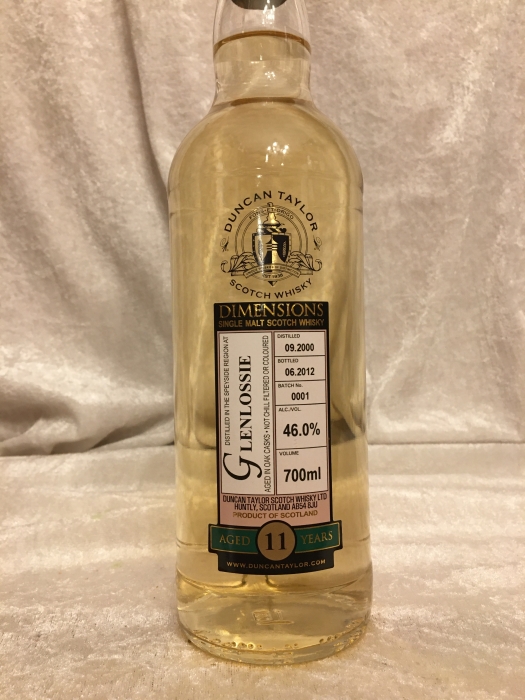 DUNCAN TAYLOR
SCOTCH WHISKY
DIMENSIONS
SINGLE MALT SCOTCH WHISKY
DISTILLED IN THE SPEYSIDE REGION AT
GLENLOSSIE
AGED IN OAK CASKS • NOT CHILL FILTERED OR COLOURED
DISTILLED
09.2000
BOTTLED
06.2012
BATCH No.
0001
ALC./VOL.
46.0%
VOLUME
700ml
DUNCAN TAYLOR SCOTCH WHISKY LTD
HUNTLY, SCOTLAND AB54 8JU
PRODUCT OF SCOTLAND
AGED 11 YEARS
WWW.DUNCANTAYLOR.COM